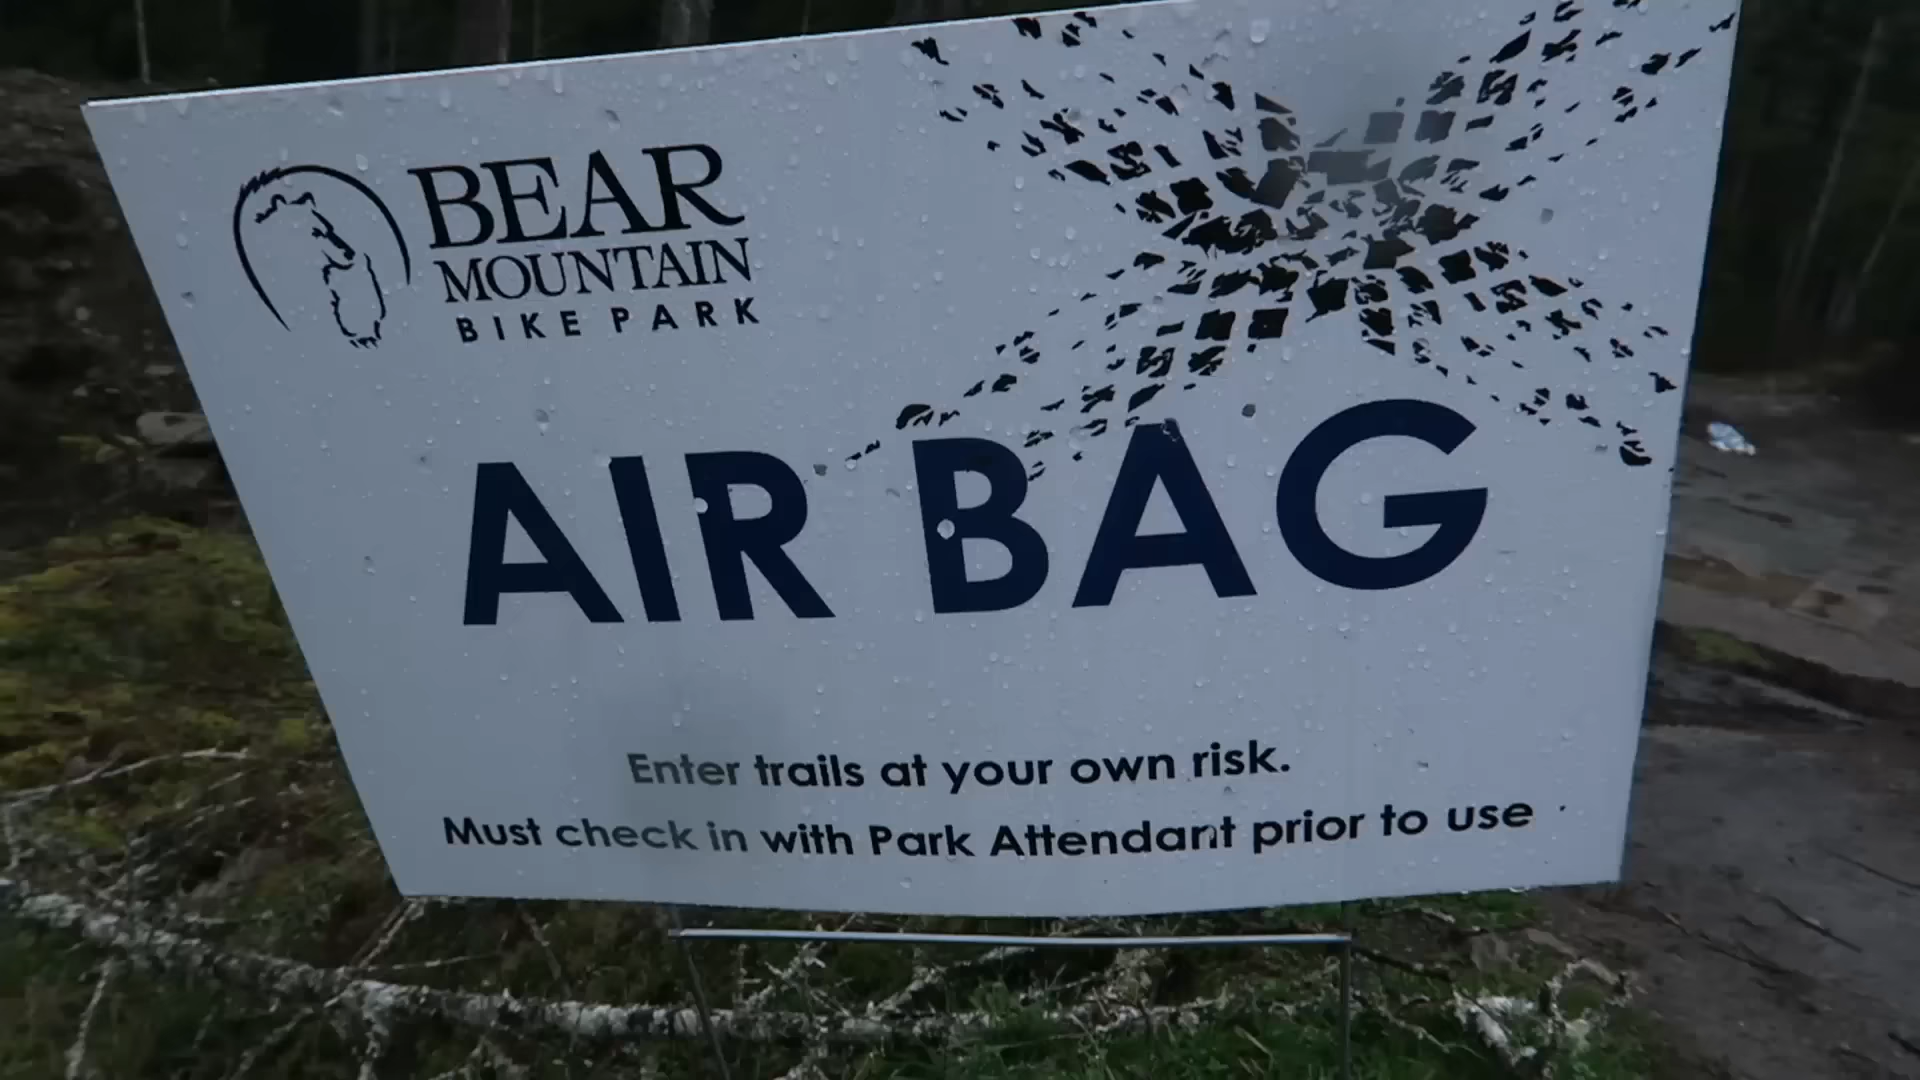 BEAR
MOUNTAIN
BIKE PARK
AIR BAG
Enter trails at your own risk.
Must check in with Park Attendant prior to use